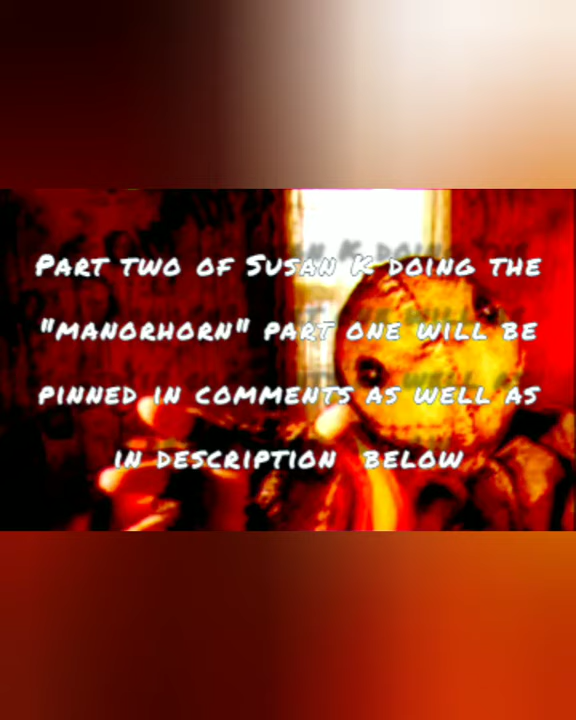 Part two of Susan K doing the
"manorhorn" part one will be
pinned in comments as well as
in description below